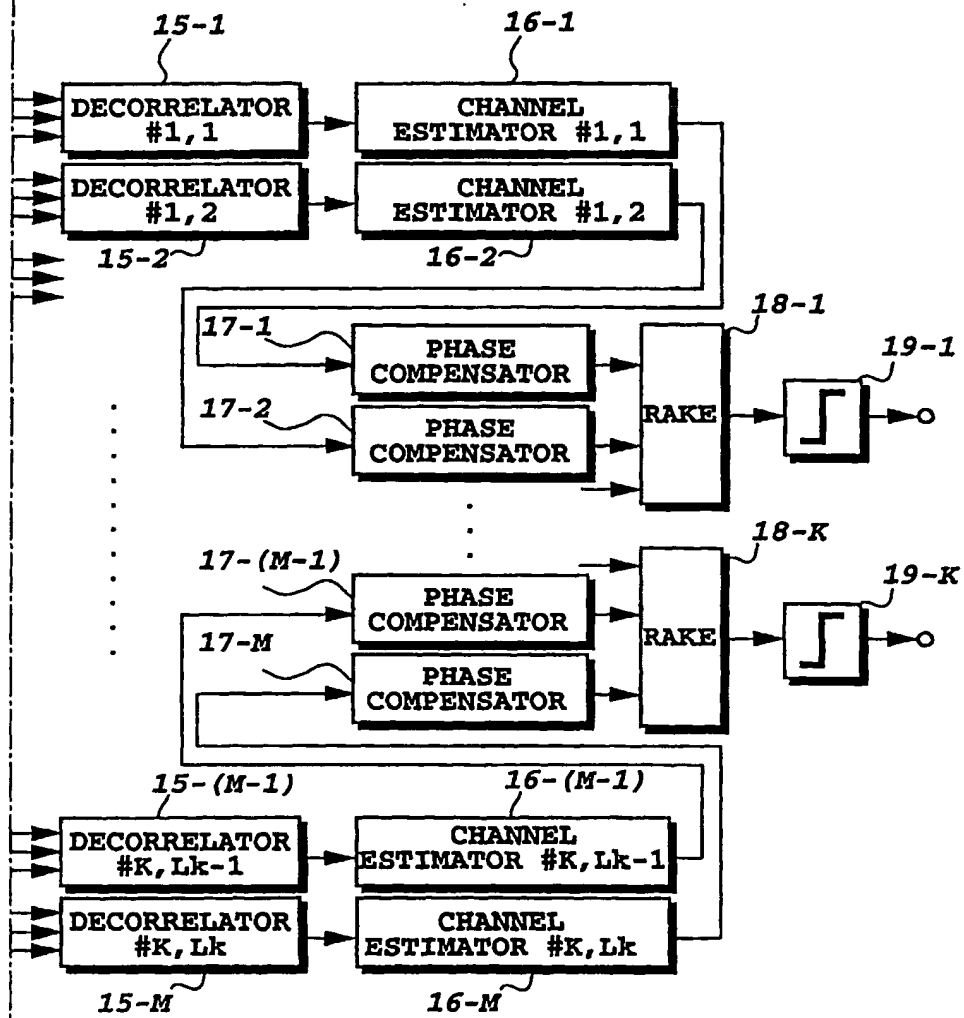 15-1
16-1
DECORRELATOR
#1,1
CHANNEL
ESTIMATOR #1,1
DECORRELATOR
#1,2
CHANNEL
ESTIMATOR #1,2
15-2
16-2
17-1
PHASE
COMPENSATOR
18-1
19-1
17-2
PHASE
COMPENSATOR
RAKE
17-(M-1)
PHASE
COMPENSATOR
18-K
19-K
17-M
PHASE
COMPENSATOR
RAKE
15-(M-1)
16-(M-1)
DECORRELATOR
#K,Lk-1
CHANNEL
ESTIMATOR #K,Lk-1
DECORRELATOR
#K,Lk
CHANNEL
ESTIMATOR #K,Lk
15-M
16-M